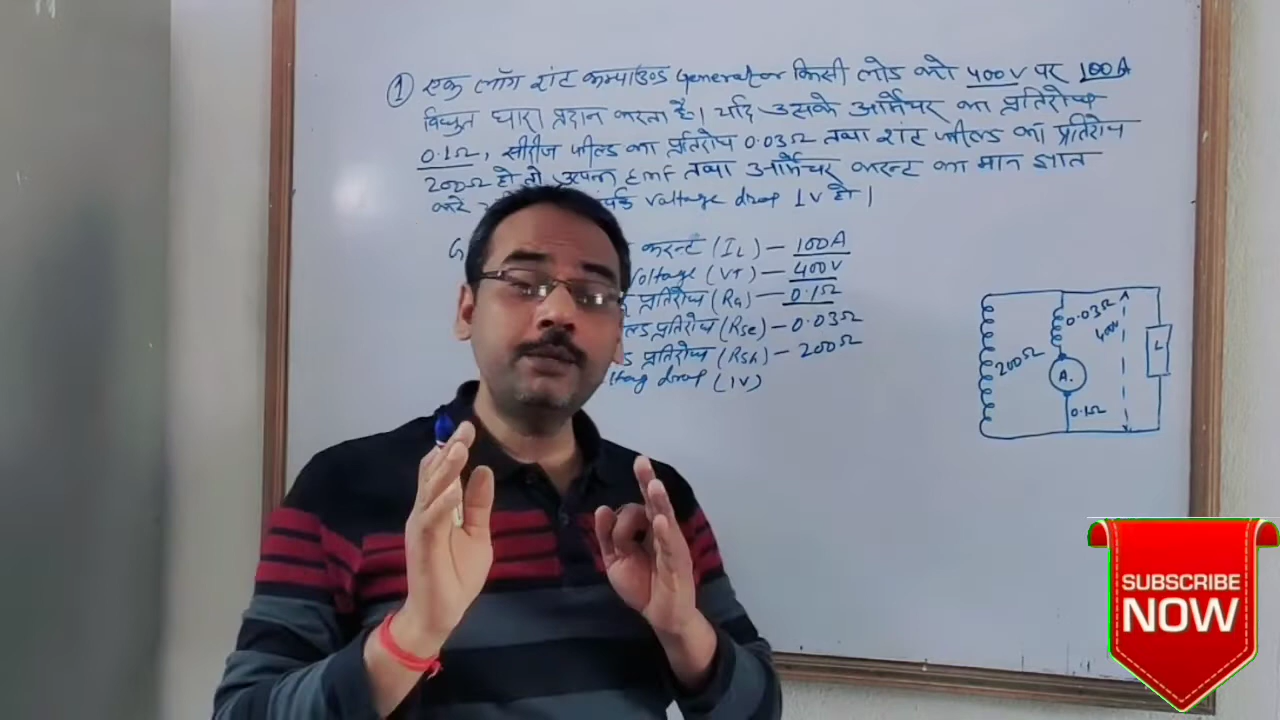 ① एक लॉग शंट कम्पाउण्ड Generator किसी लोड को 400V पर 100A
विद्युत धारा प्रदान करता है। यदि उसके आर्मेचर का प्रतिरोध
0.1Ω, सीरीज फील्ड का प्रतिरोध 0.03Ω तथा शंट फील्ड का प्रतिरोध
200Ω हो तो उत्पन्न EMF तथा आर्मेचर करन्ट का मान ज्ञात
करे Voltage drop 1V हो।
करन्ट (IL) — 100A
Voltage (VT) — 400V
प्रतिरोध (Ra) — 0.1Ω
प्रतिरोध (Rse) — 0.03Ω
प्रतिरोध (Rsh) — 200Ω
drop (1V)
200Ω
0.03Ω
400V
A.
0.1Ω
L
SUBSCRIBE
NOW